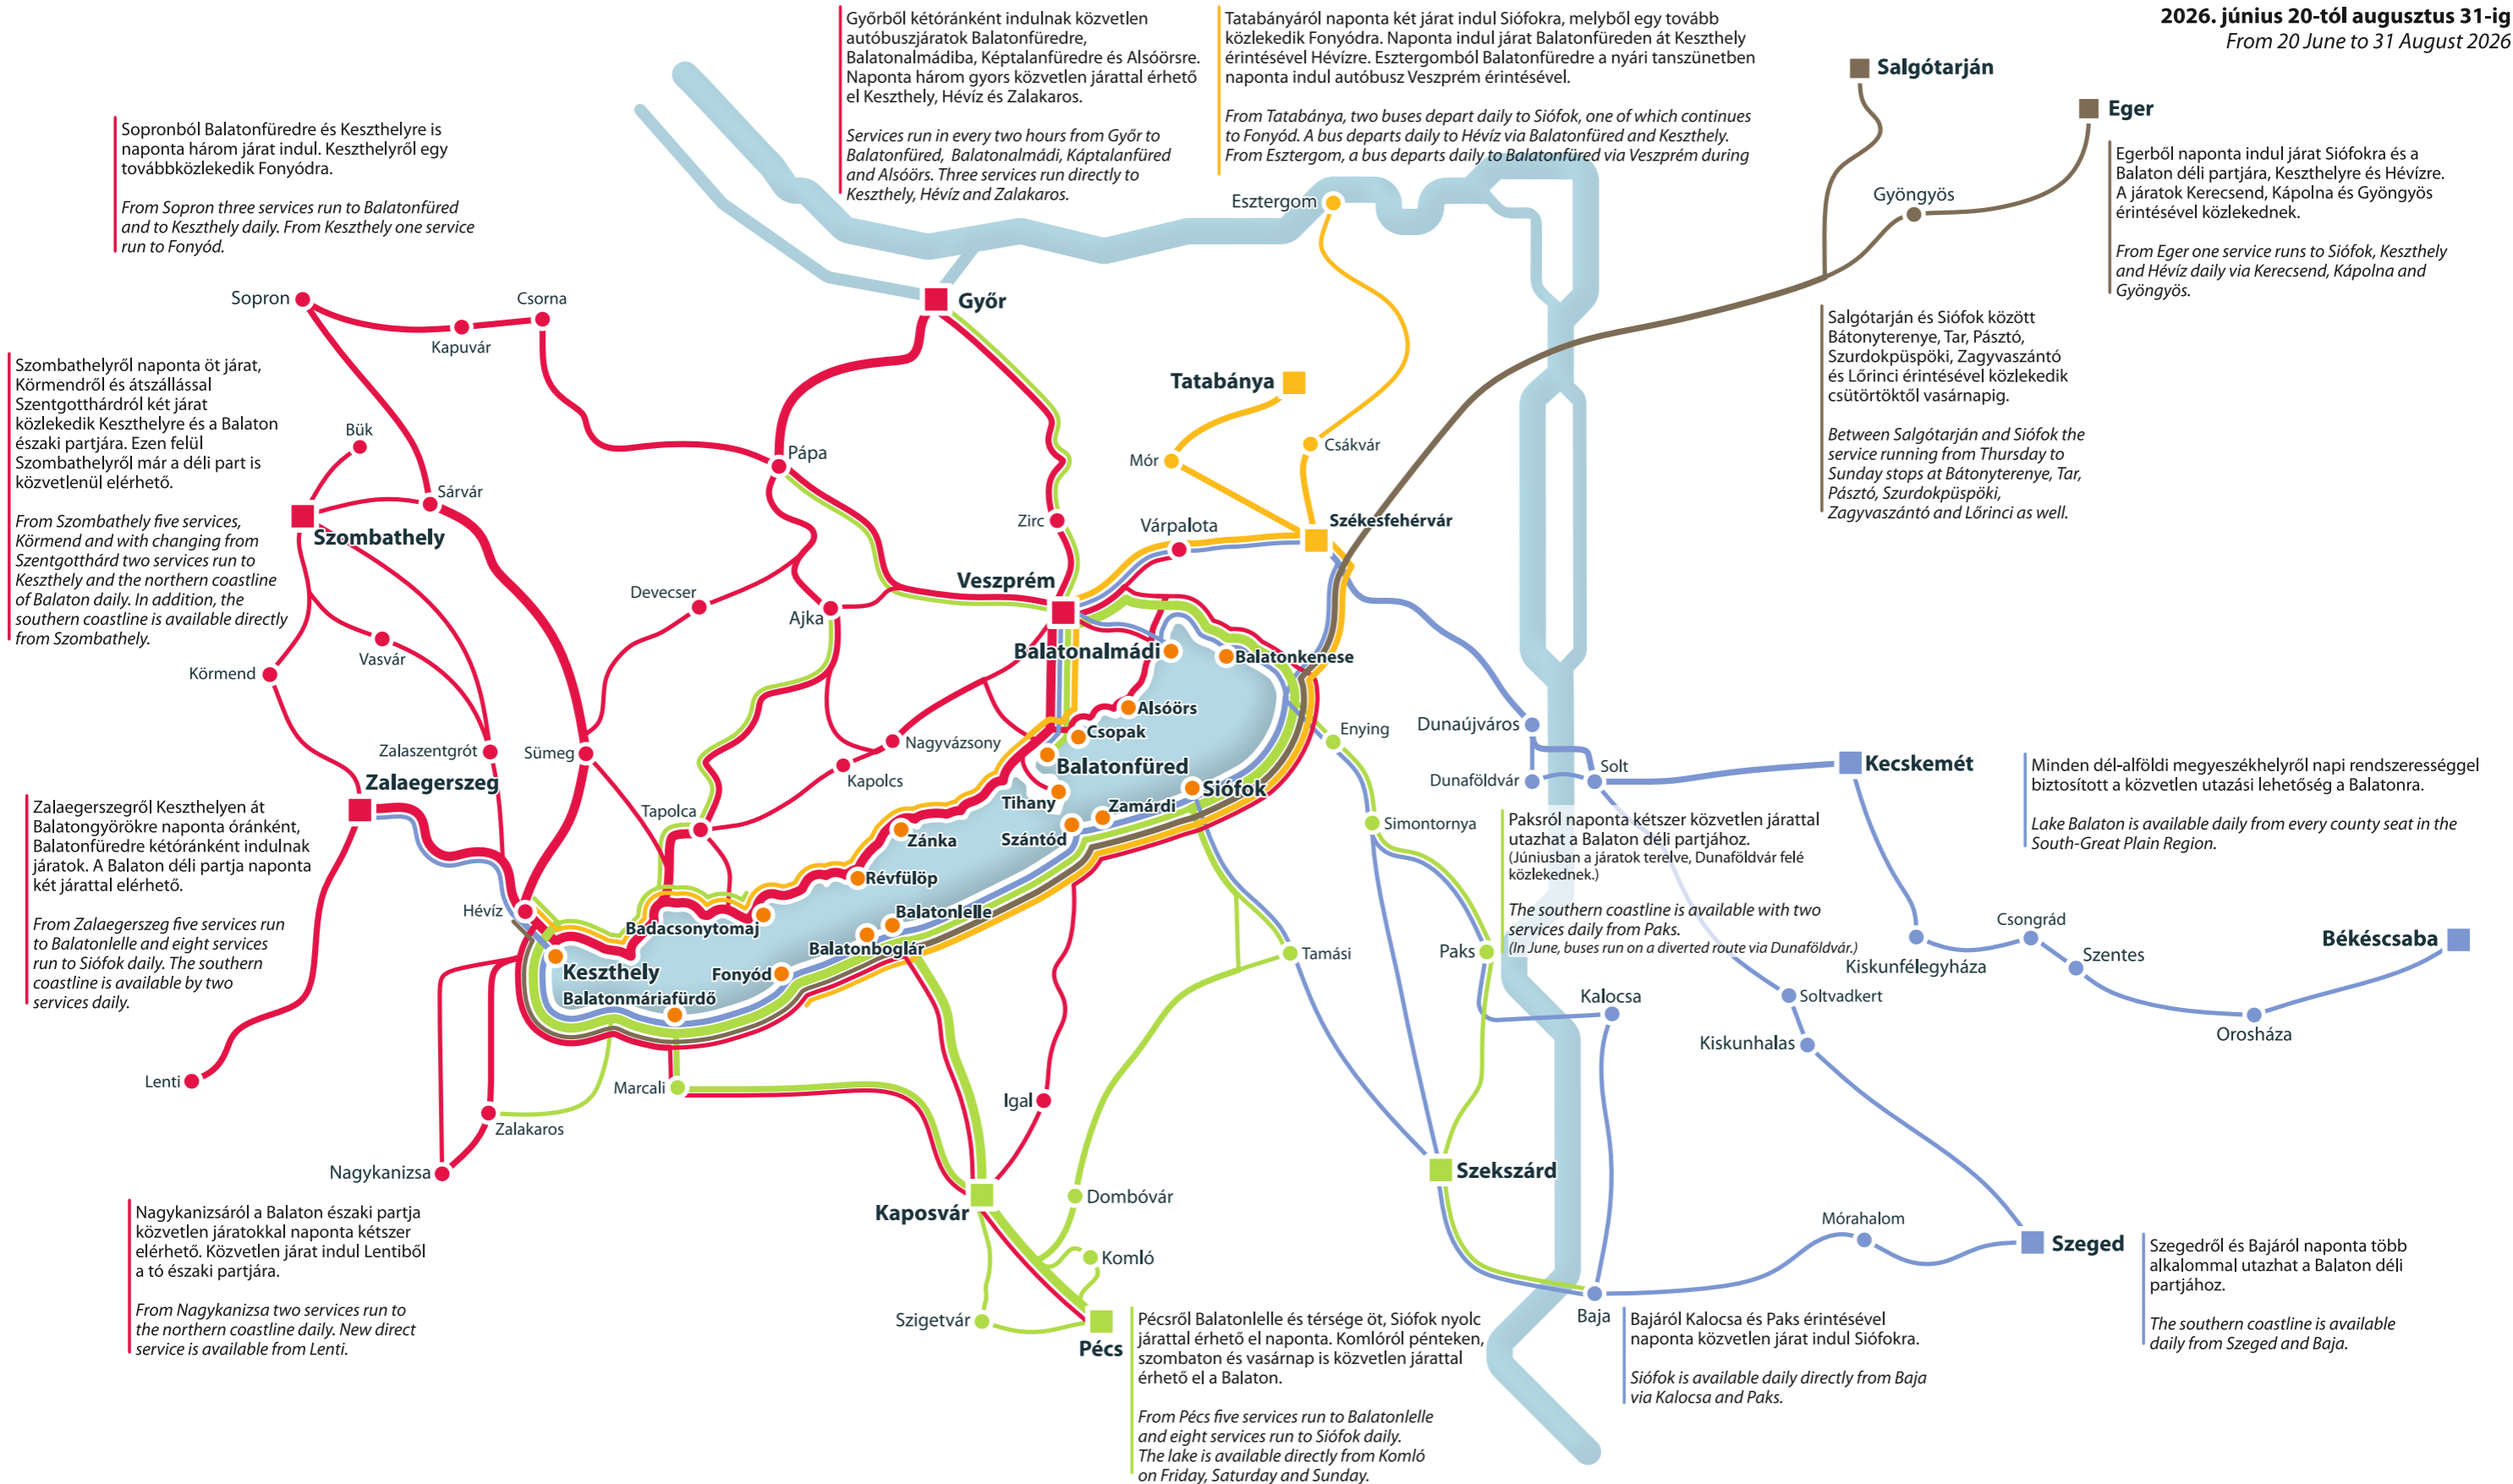 2026. június 20-tól augusztus 31-ig
From 20 June to 31 August 2026
Győrből kétóránként indulnak közvetlen
autóbuszjáratok Balatonfüredre,
Balatonalmádiba, Képtalanfüredre és Alsóörsre.
Naponta három gyors közvetlen járattal érhető
el Keszthely, Hévíz és Zalakaros.
Services run in every two hours from Győr to
Balatonfüred, Balatonalmádi, Káptalanfüred
and Alsóörs. Three services run directly to
Keszthely, Hévíz and Zalakaros.
Tatabányáról naponta két járat indul Siófokra, melyből egy tovább
közlekedik Fonyódra. Naponta indul járat Balatonfüreden át Keszthely
érintésével Hévízre. Esztergomból Balatonfüredre a nyári tanszünetben
naponta indul autóbusz Veszprém érintésével.
From Tatabánya, two buses depart daily to Siófok, one of which continues
to Fonyód. A bus departs daily to Hévíz via Balatonfüred and Keszthely.
From Esztergom, a bus departs daily to Balatonfüred via Veszprém during
Salgótarján
Eger
Sopronból Balatonfüredre és Keszthelyre is
naponta három járat indul. Keszthelyről egy
továbbközlekedik Fonyódra.
From Sopron three services run to Balatonfüred
and to Keszthely daily. From Keszthely one service
run to Fonyód.
Egerből naponta indul járat Siófokra és a
Balaton déli partjára, Keszthelyre és Hévízre.
A járatok Kerecsend, Kápolna és Gyöngyös
érintésével közlekednek.
From Eger one service runs to Siófok, Keszthely
and Hévíz daily via Kerecsend, Kápolna and
Gyöngyös.
Esztergom
Gyöngyös
Sopron
Csorna
Kapuvár
Győr
Salgótarján és Siófok között
Bátonyterenye, Tar, Pásztó,
Szurdokpüspöki, Zagyvaszántó
és Lőrinci érintésével közlekedik
csütörtöktől vasárnapig.
Between Salgótarján and Siófok the
service running from Thursday to
Sunday stops at Bátonyterenye, Tar,
Pásztó, Szurdokpüspöki,
Zagyvaszántó and Lőrinci as well.
Szombathelyről naponta öt járat,
Körmendről és átszállással
Szentgotthárdról két járat
közlekedik Keszthelyre és a Balaton
északi partjára. Ezen felül
Szombathelyről már a déli part is
közvetlenül elérhető.
From Szombathely five services,
Körmend and with changing from
Szentgotthárd two services run to
Keszthely and the northern coastline
of Balaton daily. In addition, the
southern coastline is available directly
from Szombathely.
Tatabánya
Bük
Pápa
Mór
Csákvár
Sárvár
Szombathely
Zirc
Várpalota
Székesfehérvár
Veszprém
Devecser
Ajka
Vasvár
Körmend
Balatonalmádi
Balatonkenese
Alsóörs
Csopak
Enying
Dunaújváros
Zalaszentgrót
Sümeg
Nagyvázsony
Kapolcs
Balatonfüred
Zalaegerszeg
Dunaföldvár
Solt
Kecskemét
Siófok
Tihany
Zamárdi
Szántód
Tapolca
Zánka
Simontornya
Révfülöp
Zalaegerszegről Keszthelyen át
Balatongyörökre naponta óránként,
Balatonfüredre kétóránként indulnak
járatok. A Balaton déli partja naponta
két járattal elérhető.
From Zalaegerszeg five services run
to Balatonlelle and eight services
run to Siófok daily. The southern
coastline is available by two
services daily.
Minden dél-alföldi megyeszékhelyről napi rendszerességgel
biztosított a közvetlen utazási lehetőség a Balatonra.
Lake Balaton is available daily from every county seat in the
South-Great Plain Region.
Paksról naponta kétszer közvetlen járattal
utazhat a Balaton déli partjához.
(Júniusban a járatok terelve, Dunaföldvár felé
közlekednek.)
The southern coastline is available with two
services daily from Paks.
(In June, buses run on a diverted route via Dunaföldvár.)
Hévíz
Badacsonytomaj
Balatonlelle
Balatonboglár
Keszthely
Fonyód
Balatonmáriafürdő
Tamási
Paks
Kiskunfélegyháza
Csongrád
Szentes
Békéscsaba
Orosháza
Kalocsa
Soltvadkert
Kiskunhalas
Lenti
Marcali
Igal
Zalakaros
Nagykanizsa
Szekszárd
Kaposvár
Dombóvár
Komló
Szigetvár
Pécs
Mórahalom
Szeged
Baja
Nagykanizsáról a Balaton északi partja
közvetlen járatokkal naponta kétszer
elérhető. Közvetlen járat indul Lentiből
a tó északi partjára.
From Nagykanizsa two services run to
the northern coastline daily. New direct
service is available from Lenti.
Pécsről Balatonlelle és térsége öt, Siófok nyolc
járattal érhető el naponta. Komlóról pénteken,
szombaton és vasárnap is közvetlen járattal
érhető el a Balaton.
From Pécs five services run to Balatonlelle
and eight services run to Siófok daily.
The lake is available directly from Komló
on Friday, Saturday and Sunday.
Bajáról Kalocsa és Paks érintésével
naponta közvetlen járat indul Siófokra.
Siófok is available daily directly from Baja
via Kalocsa and Paks.
Szegedről és Bajáról naponta több
alkalommal utazhat a Balaton déli
partjához.
The southern coastline is available
daily from Szeged and Baja.